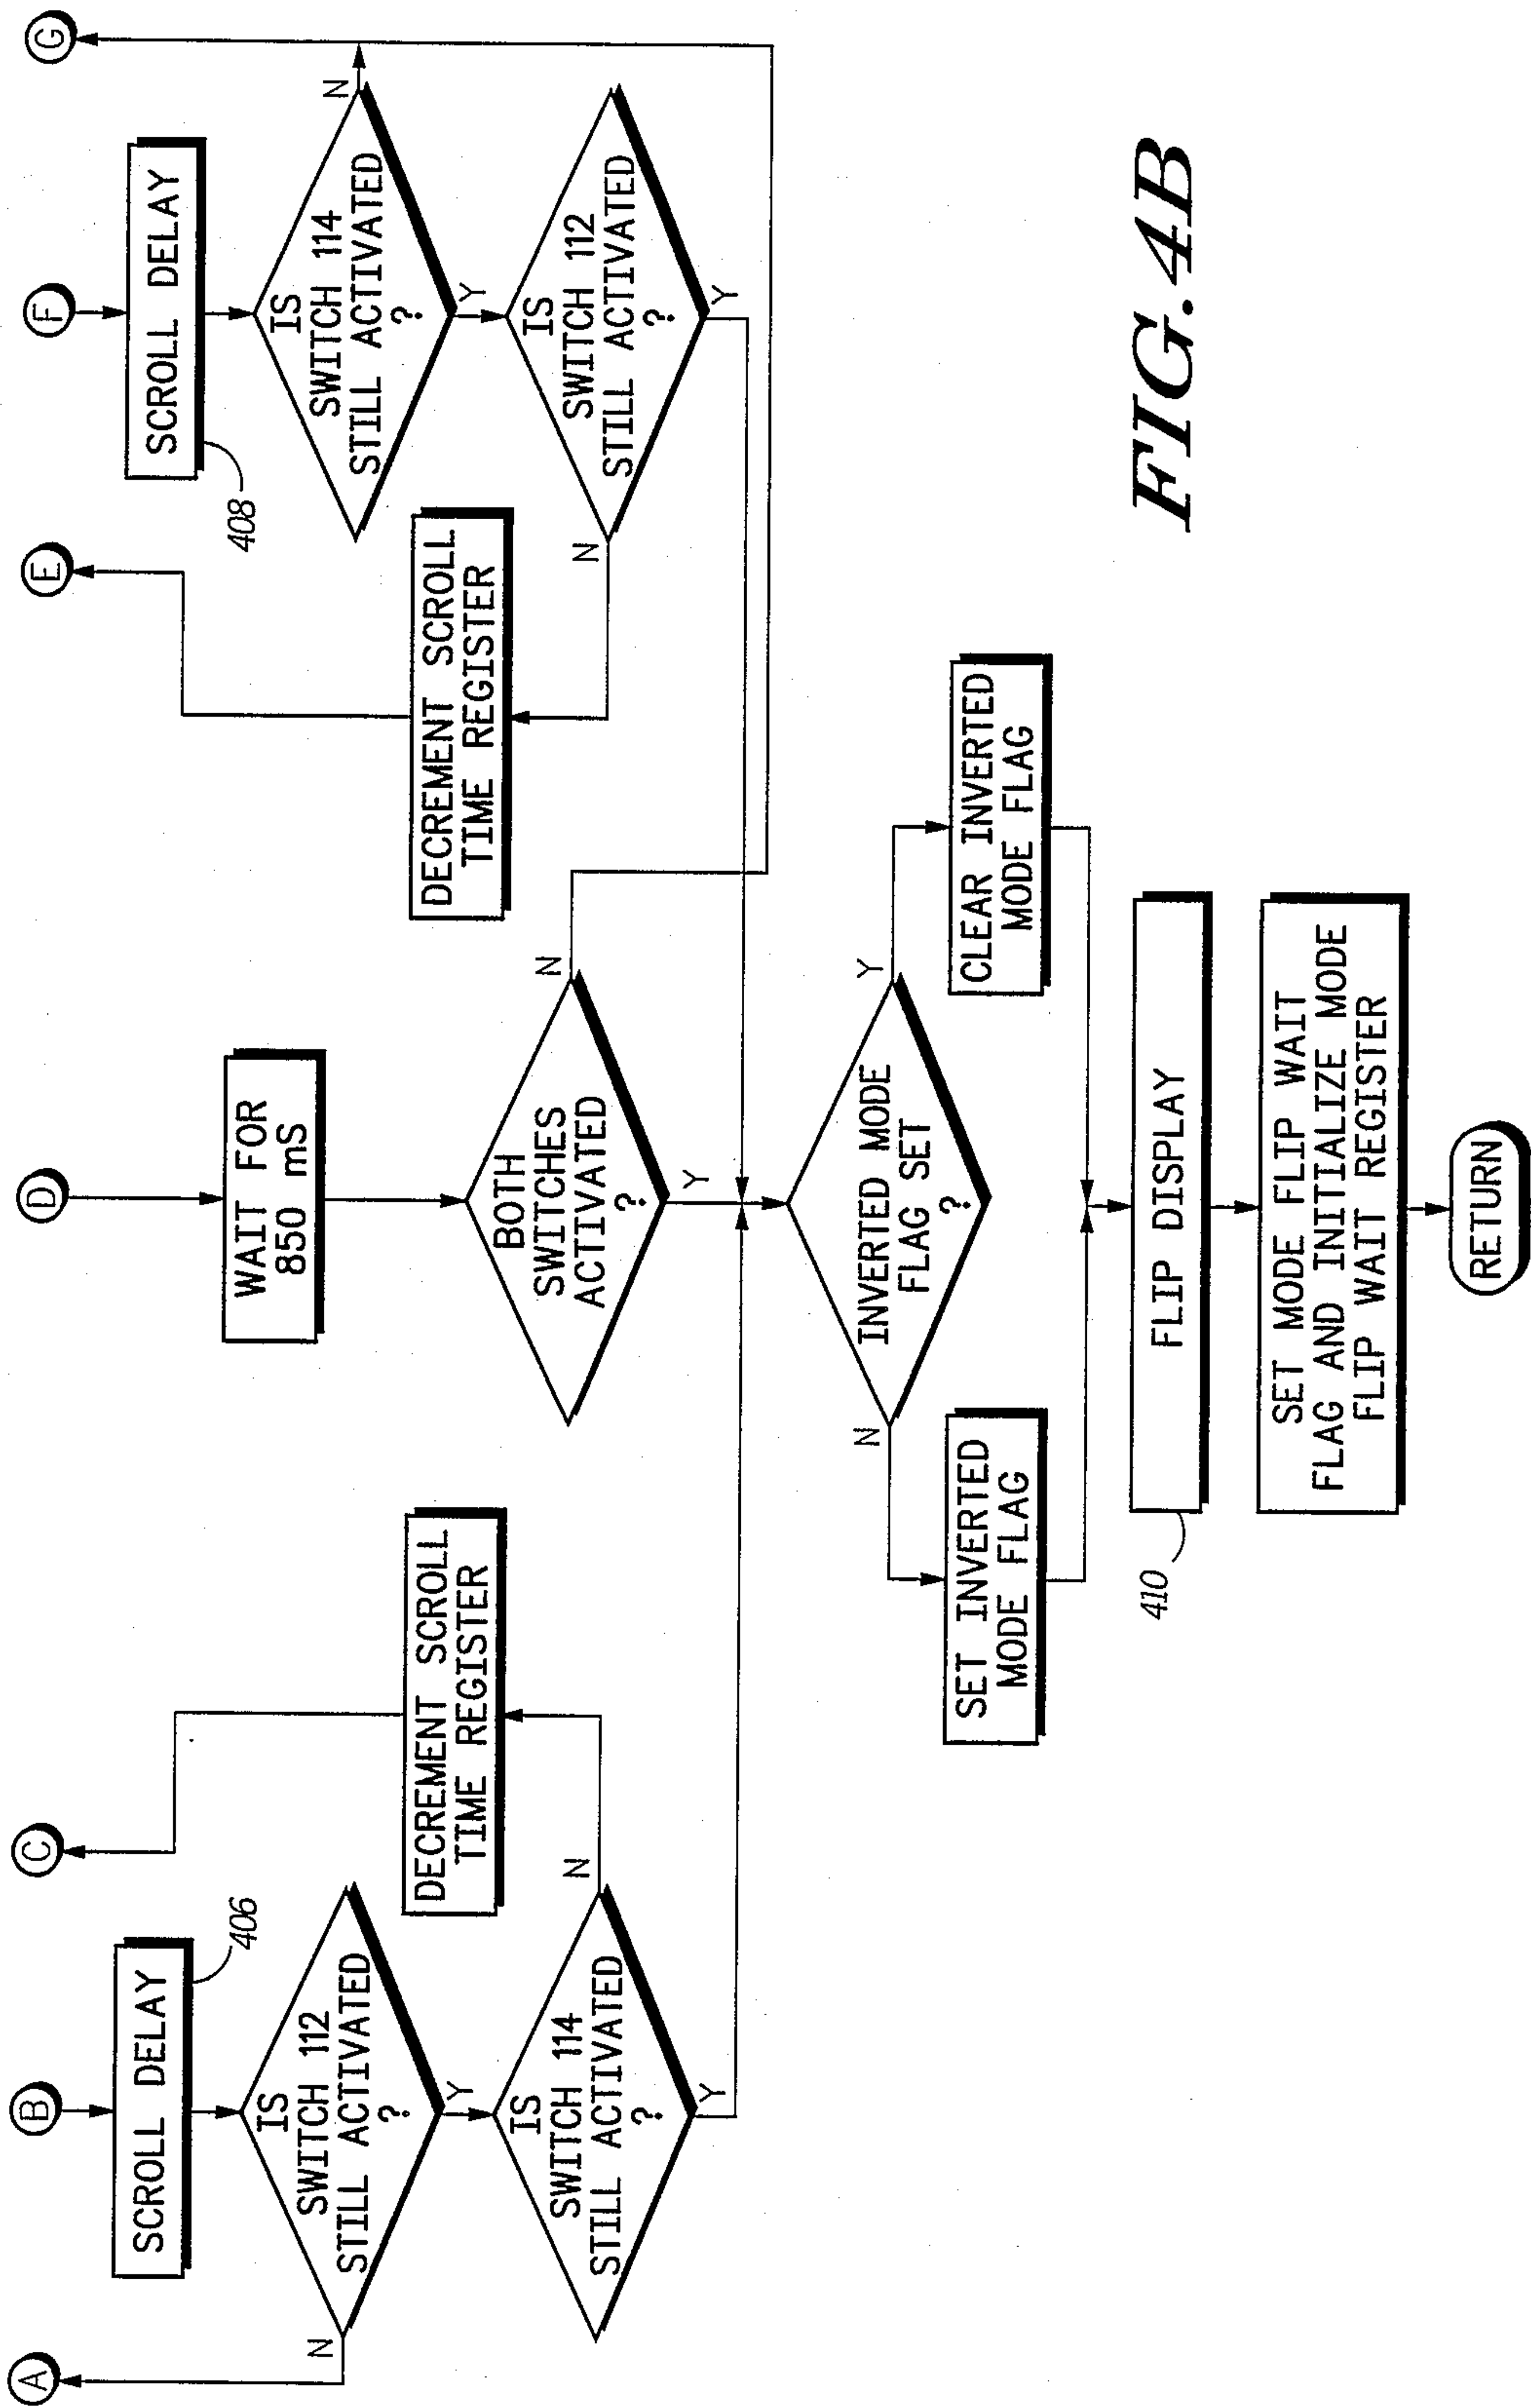 A
B
C
D
E
F
G
SCROLL DELAY
406
IS
SWITCH 112
STILL ACTIVATED
?
N
Y
IS
SWITCH 114
STILL ACTIVATED
?
N
Y
DECREMENT SCROLL
TIME REGISTER
WAIT FOR
850 mS
BOTH
SWITCHES
ACTIVATED
?
N
Y
DECREMENT SCROLL
TIME REGISTER
SCROLL DELAY
408
IS
SWITCH 114
STILL ACTIVATED
?
N
Y
IS
SWITCH 112
STILL ACTIVATED
?
N
Y
INVERTED MODE
FLAG SET
?
N
Y
SET INVERTED
MODE FLAG
CLEAR INVERTED
MODE FLAG
FLIP DISPLAY
410
SET MODE FLIP WAIT
FLAG AND INITIALIZE MODE
FLIP WAIT REGISTER
RETURN
FIG.4B